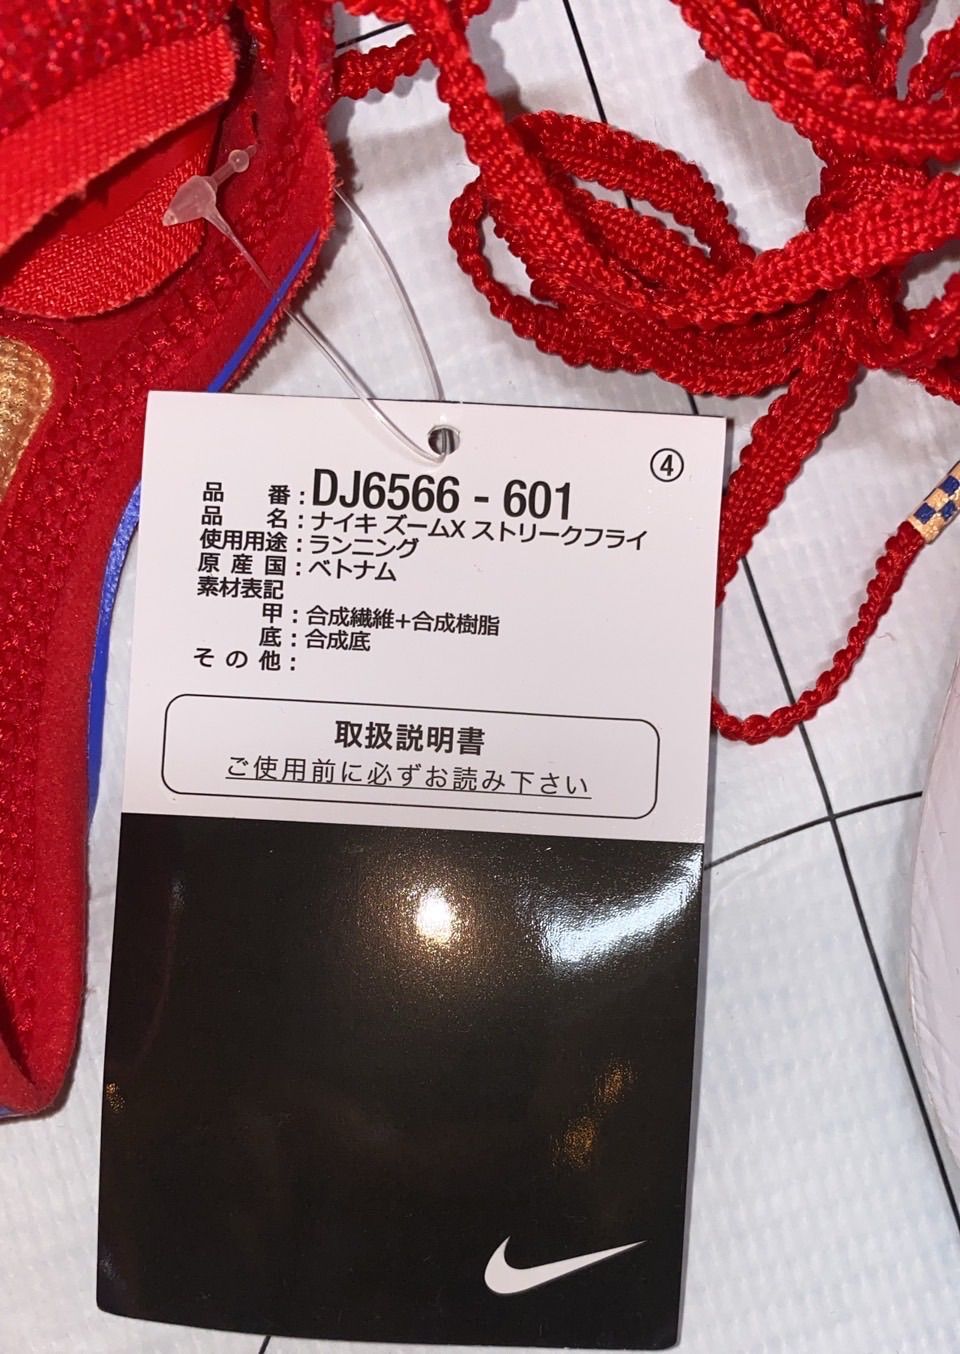 ④
品番：DJ6566 - 601
品名：ナイキ ズームX ストリークフライ
使用用途：ランニング
原産国：ベトナム
素材表記
甲：合成繊維+合成樹脂
底：合成底
その他：
取扱説明書
ご使用前に必ずお読み下さい